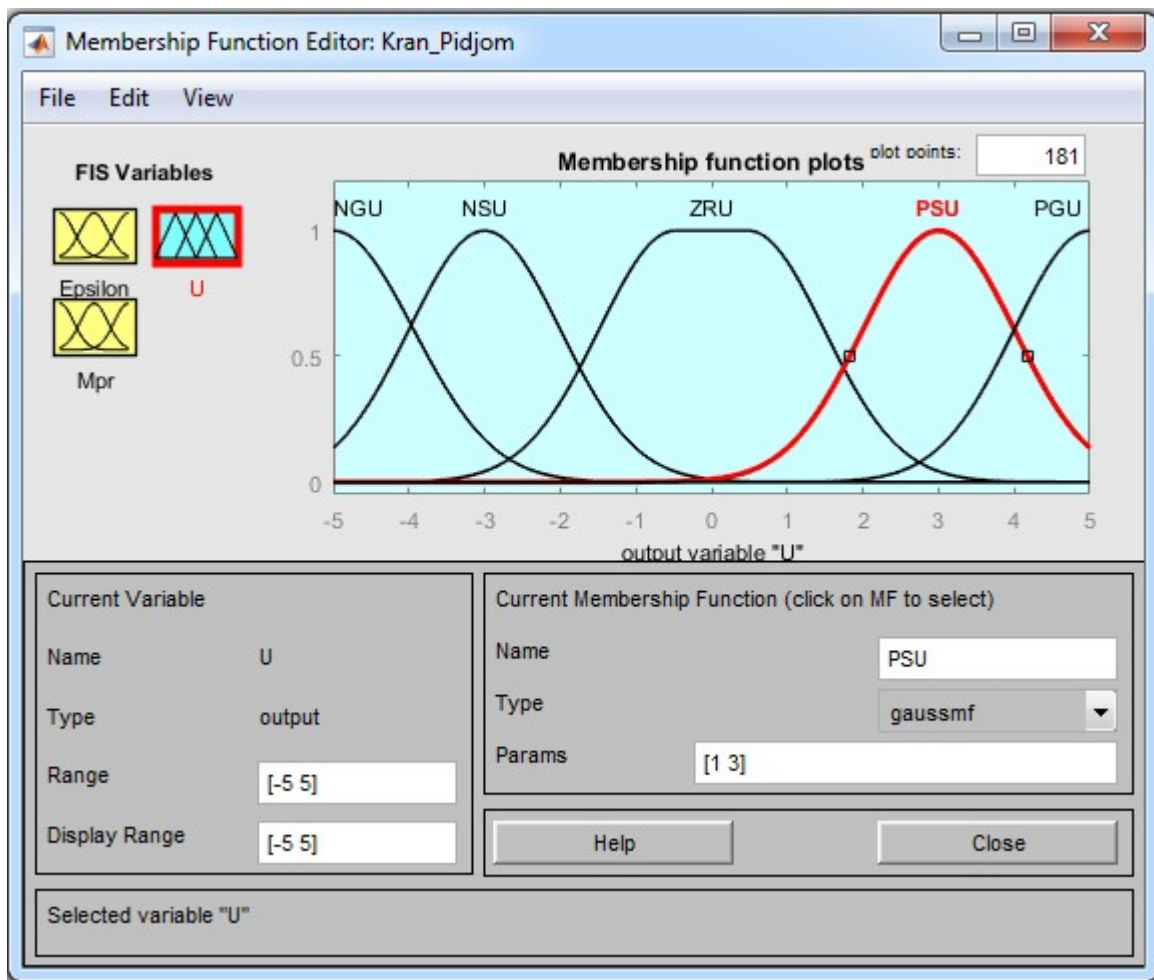 Membership Function Editor: Kran_Pidjom
File Edit View
FIS Variables
Epsilon
U
Mpr
Membership function plots
plot points:
181
NGU NSU ZRU PSU PGU
1
0.5
0
-5 -4 -3 -2 -1 0 1 2 3 4 5
output variable "U"
Current Variable
Name U
Type output
Range [-5 5]
Display Range [-5 5]
Current Membership Function (click on MF to select)
Name PSU
Type gaussmf
Params [1 3]
Help Close
Selected variable "U"